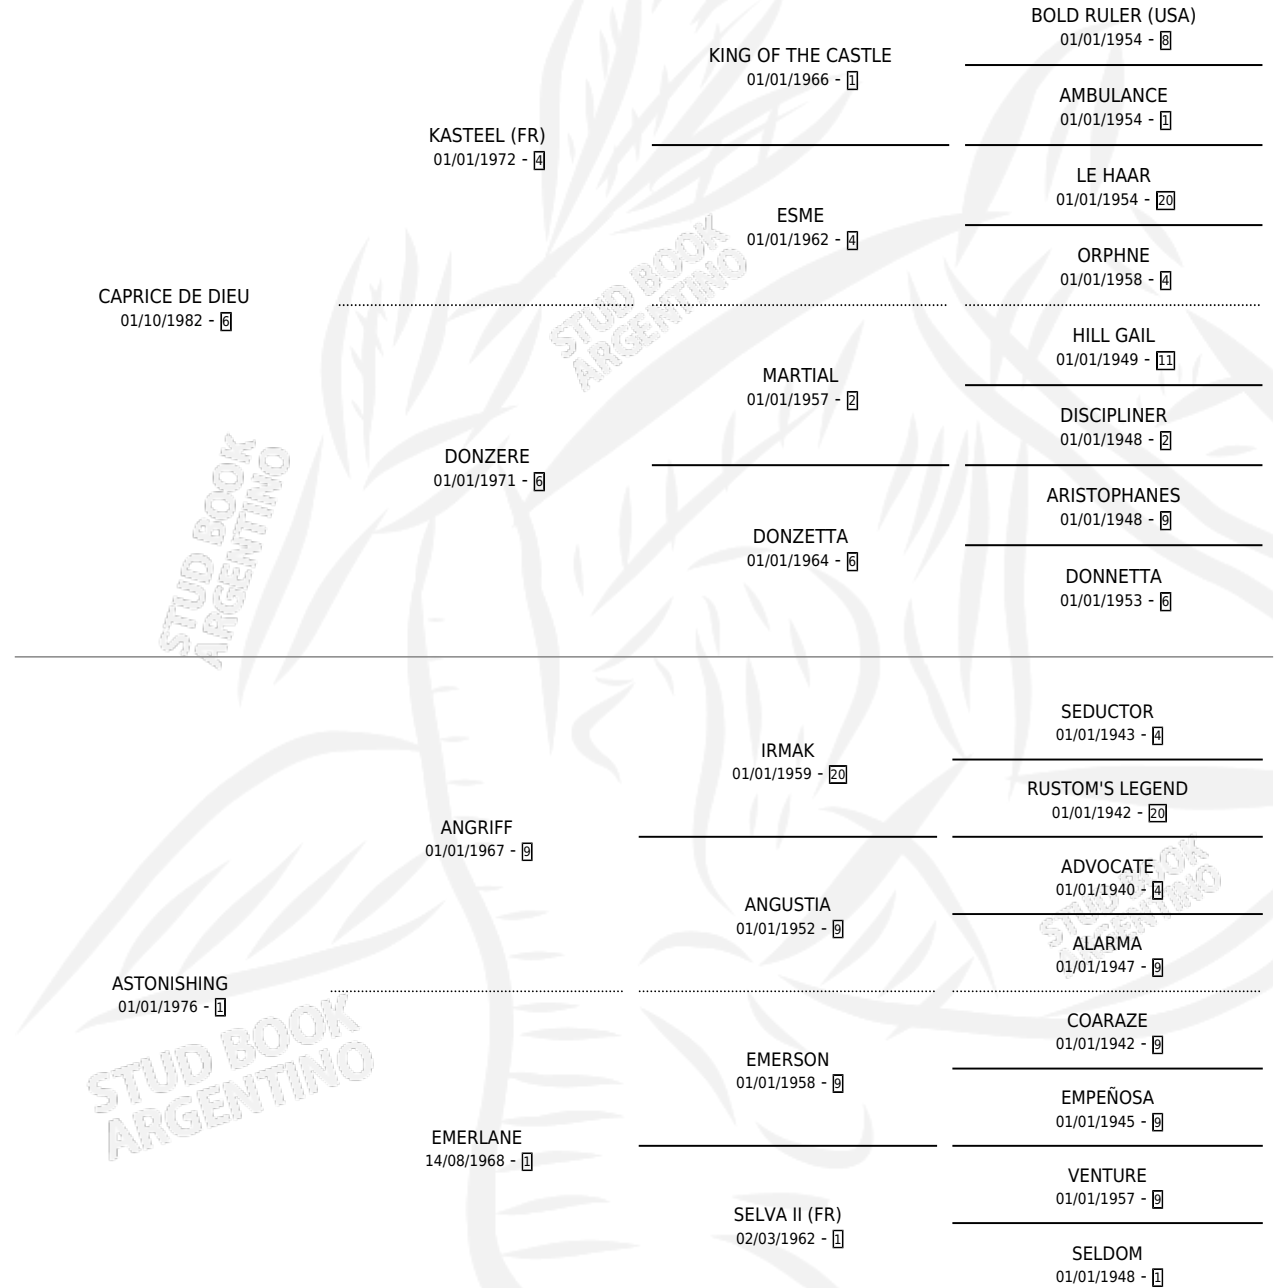 BOLD RULER (USA)
01/01/1954 - 8
KING OF THE CASTLE
01/01/1966 - 1
AMBULANCE
01/01/1954 - 1
KASTEEL (FR)
01/01/1972 - 4
LE HAAR
01/01/1954 - 20
ESME
01/01/1962 - 4
ORPHNE
01/01/1958 - 4
CAPRICE DE DIEU
01/10/1982 - 6
HILL GAIL
01/01/1949 - 11
MARTIAL
01/01/1957 - 2
DISCIPLINER
01/01/1948 - 2
DONZERE
01/01/1971 - 6
ARISTOPHANES
01/01/1948 - 9
DONZETTA
01/01/1964 - 6
DONNETTA
01/01/1953 - 6
SEDUCTOR
01/01/1943 - 4
IRMAK
01/01/1959 - 20
RUSTOM'S LEGEND
01/01/1942 - 20
ANGRIFF
01/01/1967 - 9
ADVOCATE
01/01/1940 - 4
ANGUSTIA
01/01/1952 - 9
ALARMA
01/01/1947 - 9
ASTONISHING
01/01/1976 - 1
COARAZE
01/01/1942 - 9
EMERSON
01/01/1958 - 9
EMPEÑOSA
01/01/1945 - 9
EMERLANE
14/08/1968 - 1
VENTURE
01/01/1957 - 9
SELVA II (FR)
02/03/1962 - 1
SELDOM
01/01/1948 - 1
STUD BOOK
ARGENTINO
STUD BOOK
ARGENTINO
STUD BOOK
ARGENTINO
STUD BOOK
ARGENTINO